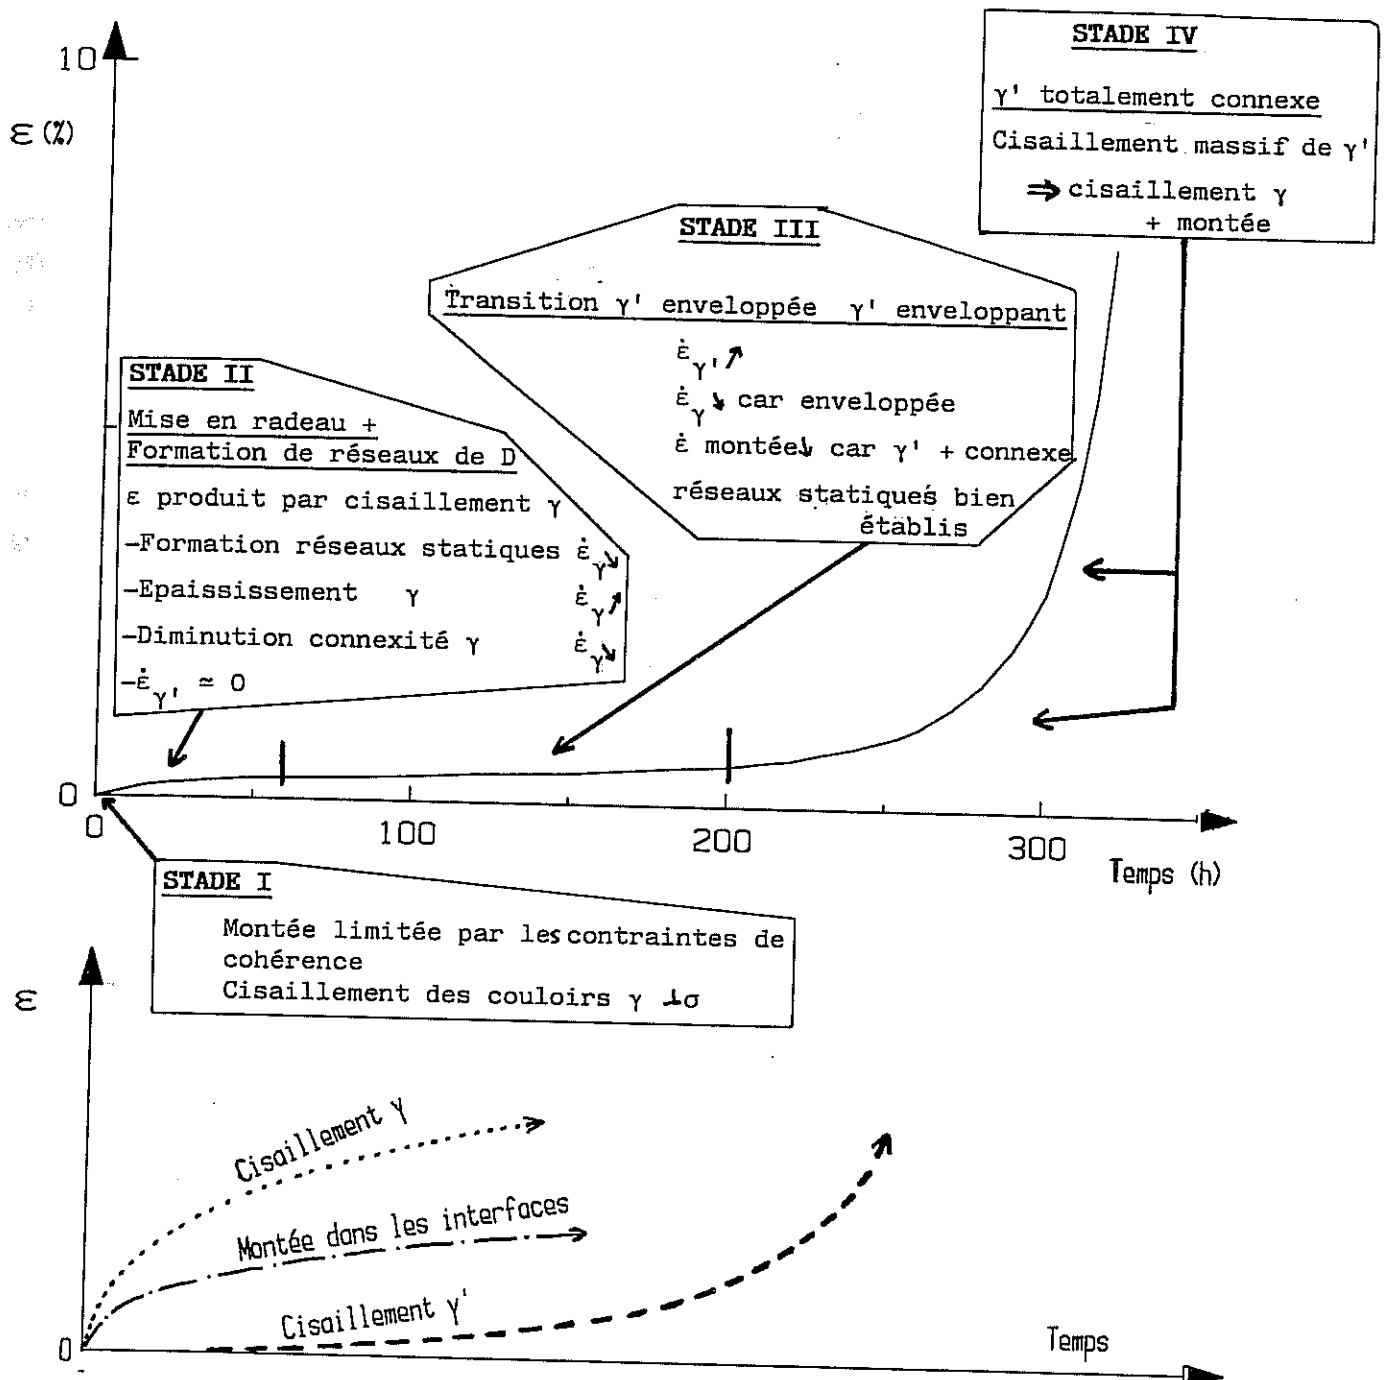 10
ε (%)
STADE IV
γ' totalement connexe
Cisaillement massif de γ'
⇒ cisaillement γ
+ montée
STADE III
Transition γ' enveloppée γ' enveloppant
ε̇γ' ↗
ε̇γ ↘ car enveloppée
ε̇ montée↓ car γ' + connexe
réseaux statiques bien
établis
STADE II
Mise en radeau +
Formation de réseaux de D
ε produit par cisaillement γ
-Formation réseaux statiques ε̇γ↘
-Epaississement γ ε̇γ↗
-Diminution connexité γ ε̇γ↘
-ε̇γ' ≃ 0
0
0 100 200 300
Temps (h)
STADE I
Montée limitée par les contraintes de
cohérence
Cisaillement des couloirs γ ⊥σ
ε
Cisaillement γ
Montée dans les interfaces
Cisaillement γ'
0
Temps